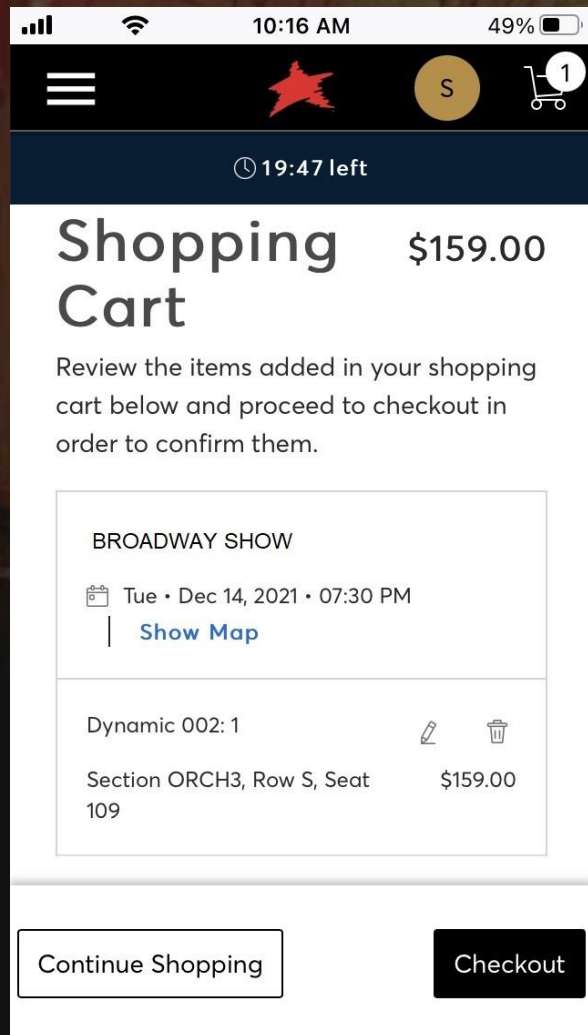 10:16 AM
49%
S
1
19:47 left
Shopping
$159.00
Cart
Review the items added in your shopping
cart below and proceed to checkout in
order to confirm them.
BROADWAY SHOW
Tue • Dec 14, 2021 • 07:30 PM
Show Map
Dynamic 002: 1
Section ORCH3, Row S, Seat
$159.00
109
Continue Shopping
Checkout